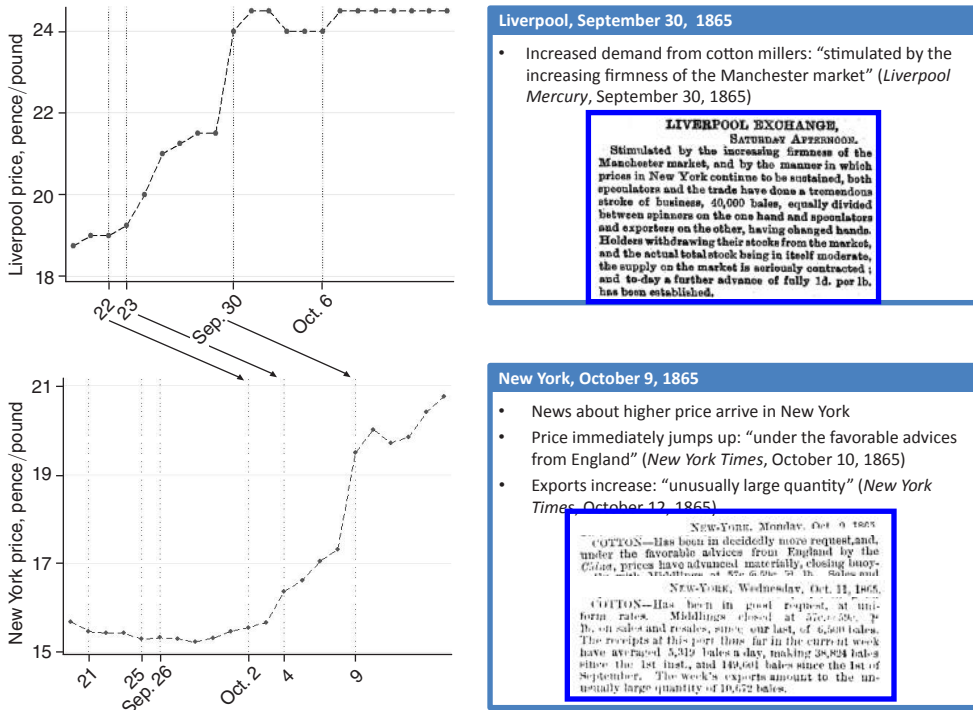 Liverpool price, pence/pound
24
22
20
18
22
23
Sep. 30
Oct. 6
New York price, pence/pound
21
19
17
15
21
25
Sep. 26
Oct. 2
4
9
Liverpool, September 30, 1865
• Increased demand from cotton millers: “stimulated by the
increasing firmness of the Manchester market” (Liverpool
Mercury, September 30, 1865)
LIVERPOOL EXCHANGE,
SATURDAY AFTERNOON.
Stimulated by the increasing firmness of the
Manchester market, and by the manner in which
prices in New York continue to be sustained, both
speculators and the trade have done a tremendous
stroke of business, 40,000 bales, equally divided
between spinners on the one hand and speculators
and exporters on the other, having changed hands.
Holders withdrawing their stocks from the market,
and the actual total stock being in itself moderate,
the supply on the market is seriously contracted;
and to-day a further advance of fully 1d. per lb.
has been established.
New York, October 9, 1865
• News about higher price arrive in New York
• Price immediately jumps up: “under the favorable advices
from England” (New York Times, October 10, 1865)
• Exports increase: “unusually large quantity” (New York
Times, October 12, 1865)
NEW-YORK, Monday, Oct. 9, 1865.
COTTON—Has been in decidedly more request, and,
under the favorable advices from England by the
China, prices have advanced materially, closing buoy-
with Middlings at Sales and
NEW-YORK, Wednesday, Oct. 11, 1865.
COTTON—Has been in good request, at uni-
form rates. Middlings closed at
lb., on sales and resales, since our last, of 6,500 bales.
The receipts at this port thus far in the current week
have averaged 5,319 bales a day, making 38,824 bales
since the 1st inst., and 149,601 bales since the 1st of
September. The week's exports amount to the un-
usually large quantity of 10,672 bales.